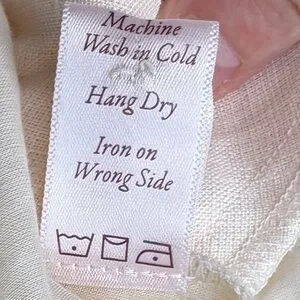 Machine
Wash in Cold
Hang Dry
Iron on
Wrong Side